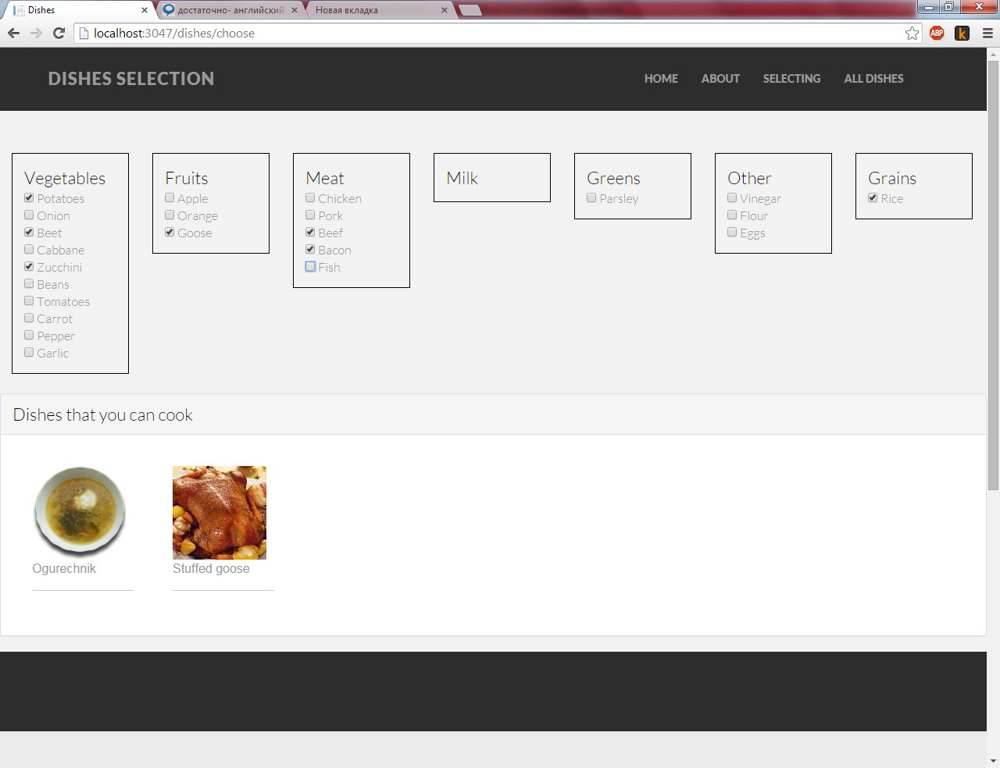 Dishes
достаточно- английский
Новая вкладка
localhost:3047/dishes/choose
ABP
k
DISHES SELECTION
HOME
ABOUT
SELECTING
ALL DISHES
Vegetables
Potatoes
Onion
Beet
Cabbane
Zucchini
Beans
Tomatoes
Carrot
Pepper
Garlic
Fruits
Apple
Orange
Goose
Meat
Chicken
Pork
Beef
Bacon
Fish
Milk
Greens
Parsley
Other
Vinegar
Flour
Eggs
Grains
Rice
Dishes that you can cook
Ogurechnik
Stuffed goose